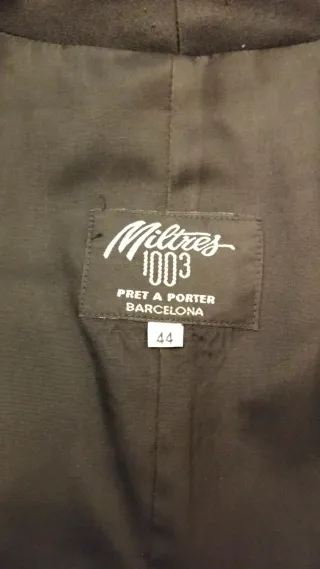 Miltres
1003
PRET A PORTER
BARCELONA
44